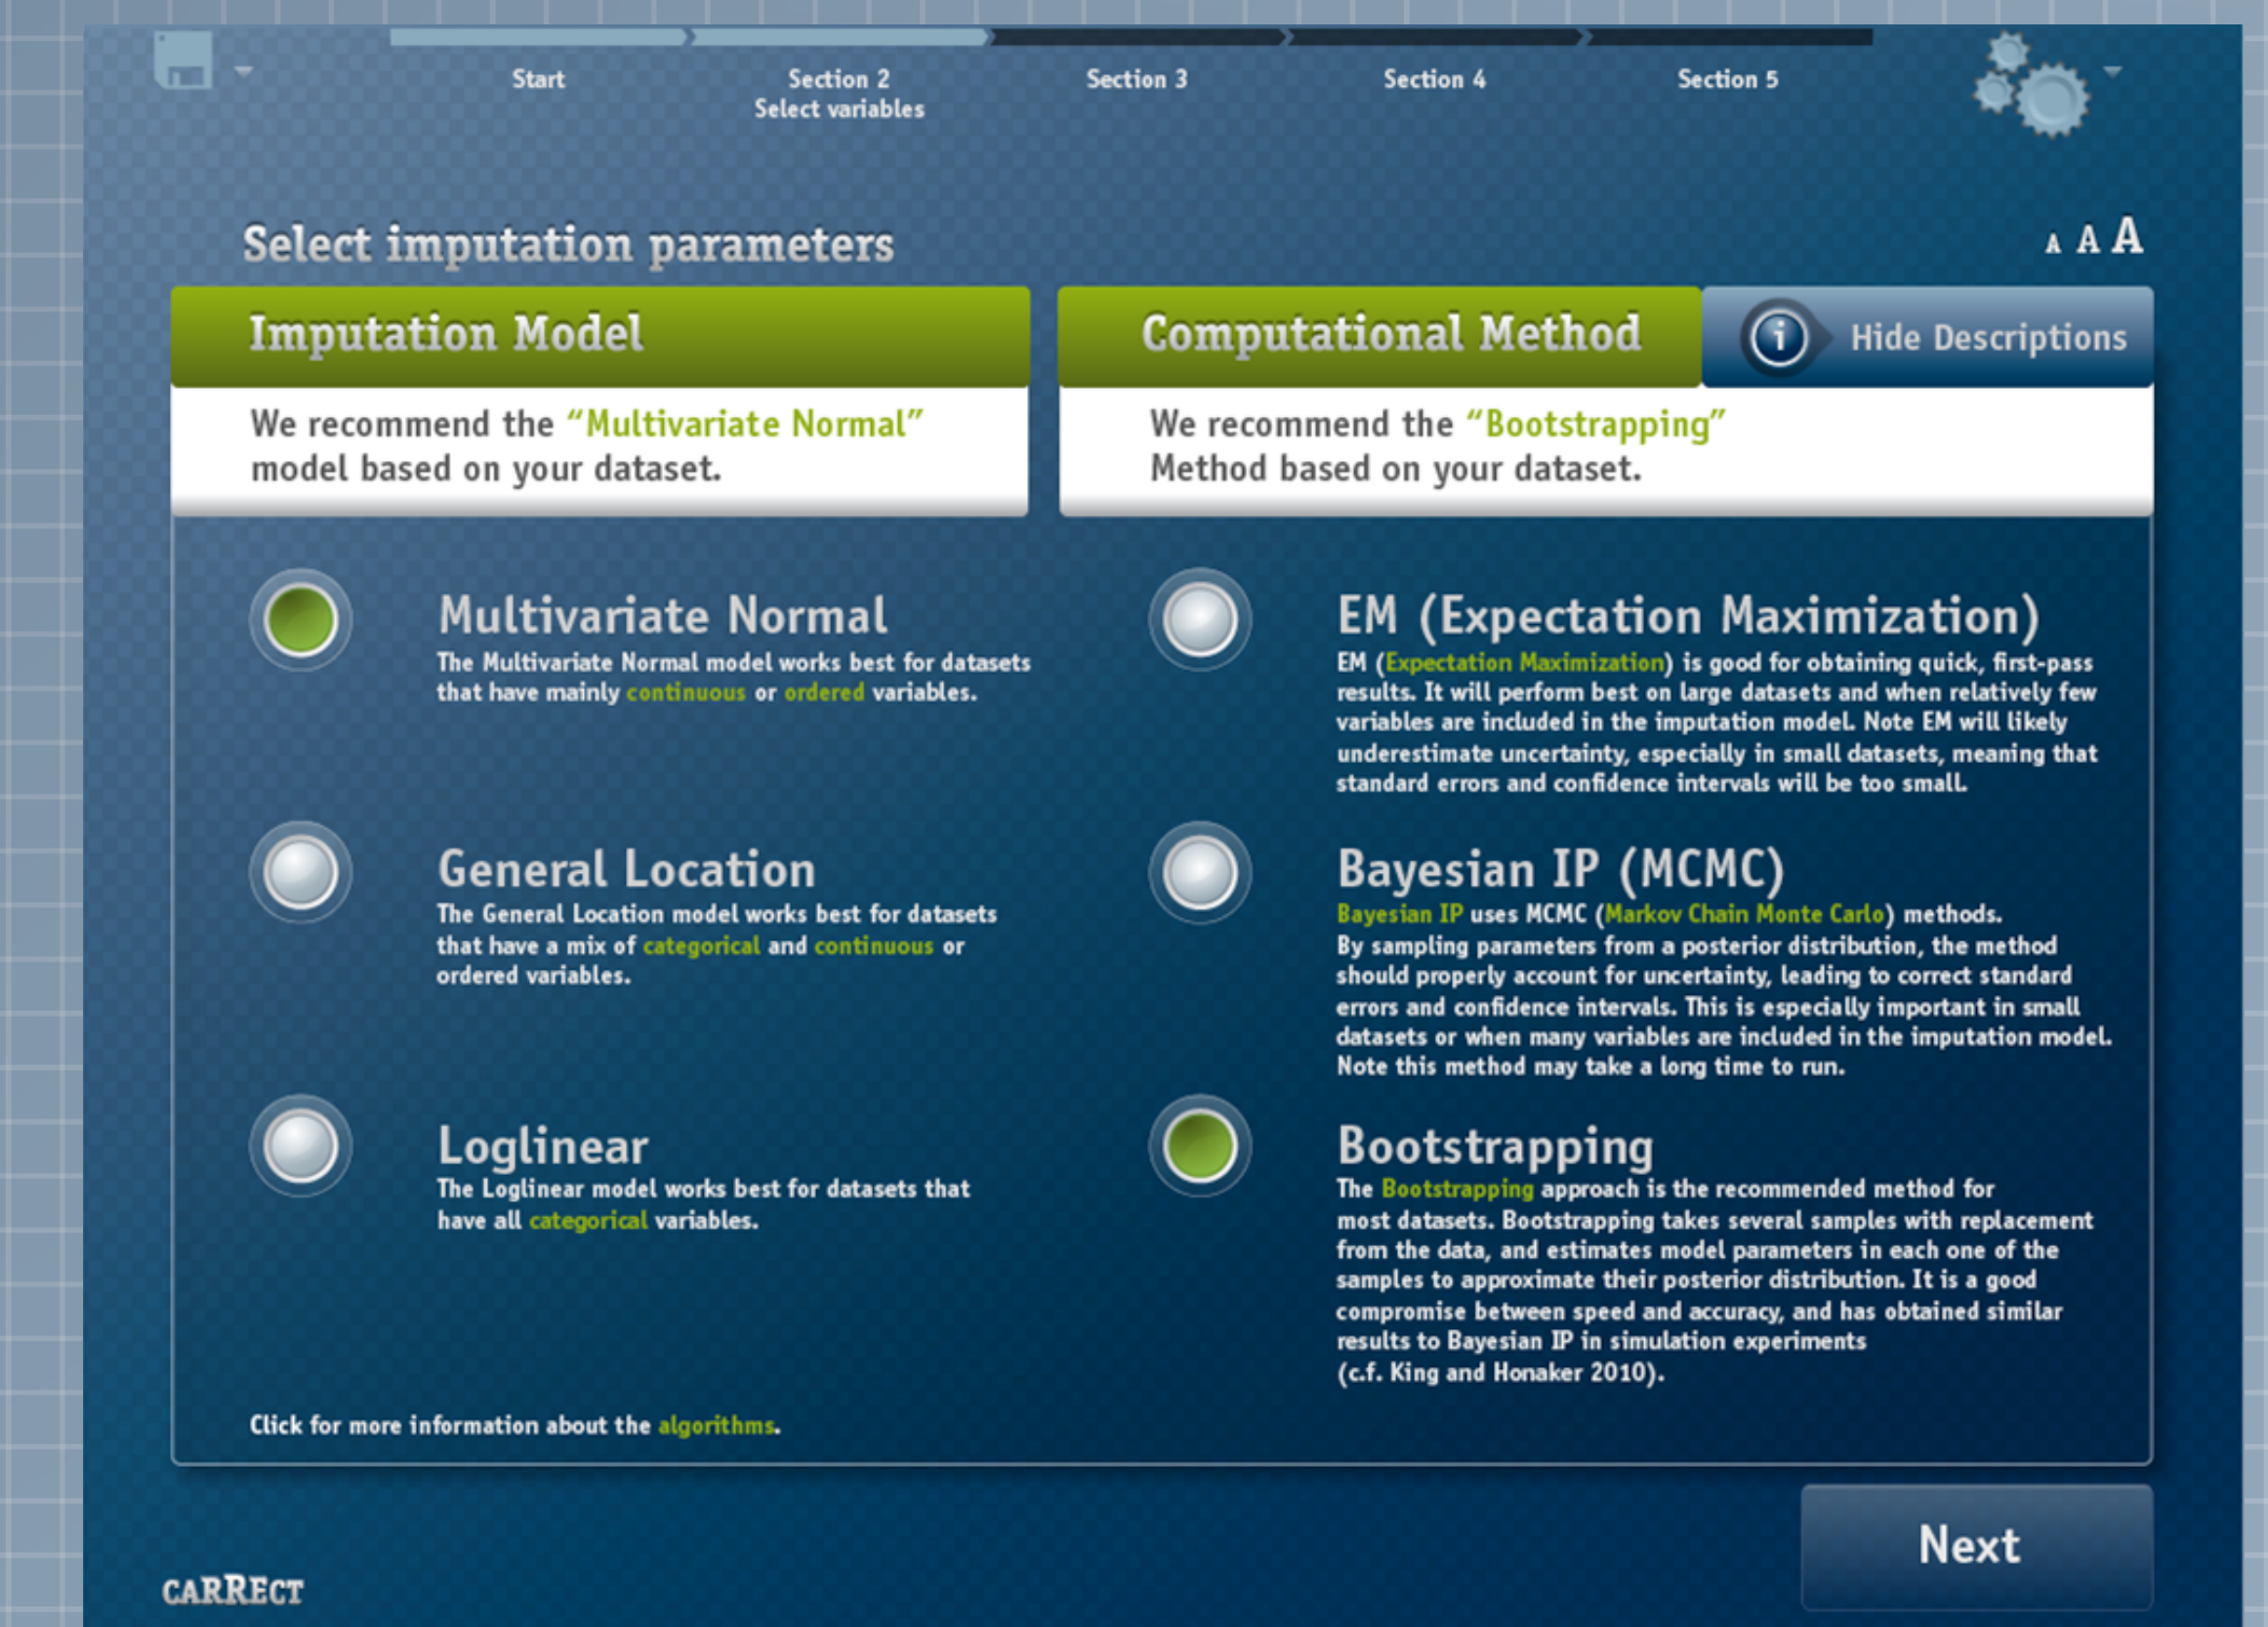 Start
Section 2
Select variables
Section 3
Section 4
Section 5
Select imputation parameters
A A A
Imputation Model
We recommend the “Multivariate Normal”
model based on your dataset.
Multivariate Normal
The Multivariate Normal model works best for datasets
that have mainly continuous or ordered variables.
General Location
The General Location model works best for datasets
that have a mix of categorical and continuous or
ordered variables.
Loglinear
The Loglinear model works best for datasets that
have all categorical variables.
Click for more information about the algorithms.
Computational Method
i Hide Descriptions
We recommend the “Bootstrapping”
Method based on your dataset.
EM (Expectation Maximization)
EM (Expectation Maximization) is good for obtaining quick, first-pass
results. It will perform best on large datasets and when relatively few
variables are included in the imputation model. Note EM will likely
underestimate uncertainty, especially in small datasets, meaning that
standard errors and confidence intervals will be too small.
Bayesian IP (MCMC)
Bayesian IP uses MCMC (Markov Chain Monte Carlo) methods.
By sampling parameters from a posterior distribution, the method
should properly account for uncertainty, leading to correct standard
errors and confidence intervals. This is especially important in small
datasets or when many variables are included in the imputation model.
Note this method may take a long time to run.
Bootstrapping
The Bootstrapping approach is the recommended method for
most datasets. Bootstrapping takes several samples with replacement
from the data, and estimates model parameters in each one of the
samples to approximate their posterior distribution. It is a good
compromise between speed and accuracy, and has obtained similar
results to Bayesian IP in simulation experiments
(c.f. King and Honaker 2010).
Next
CARRECT